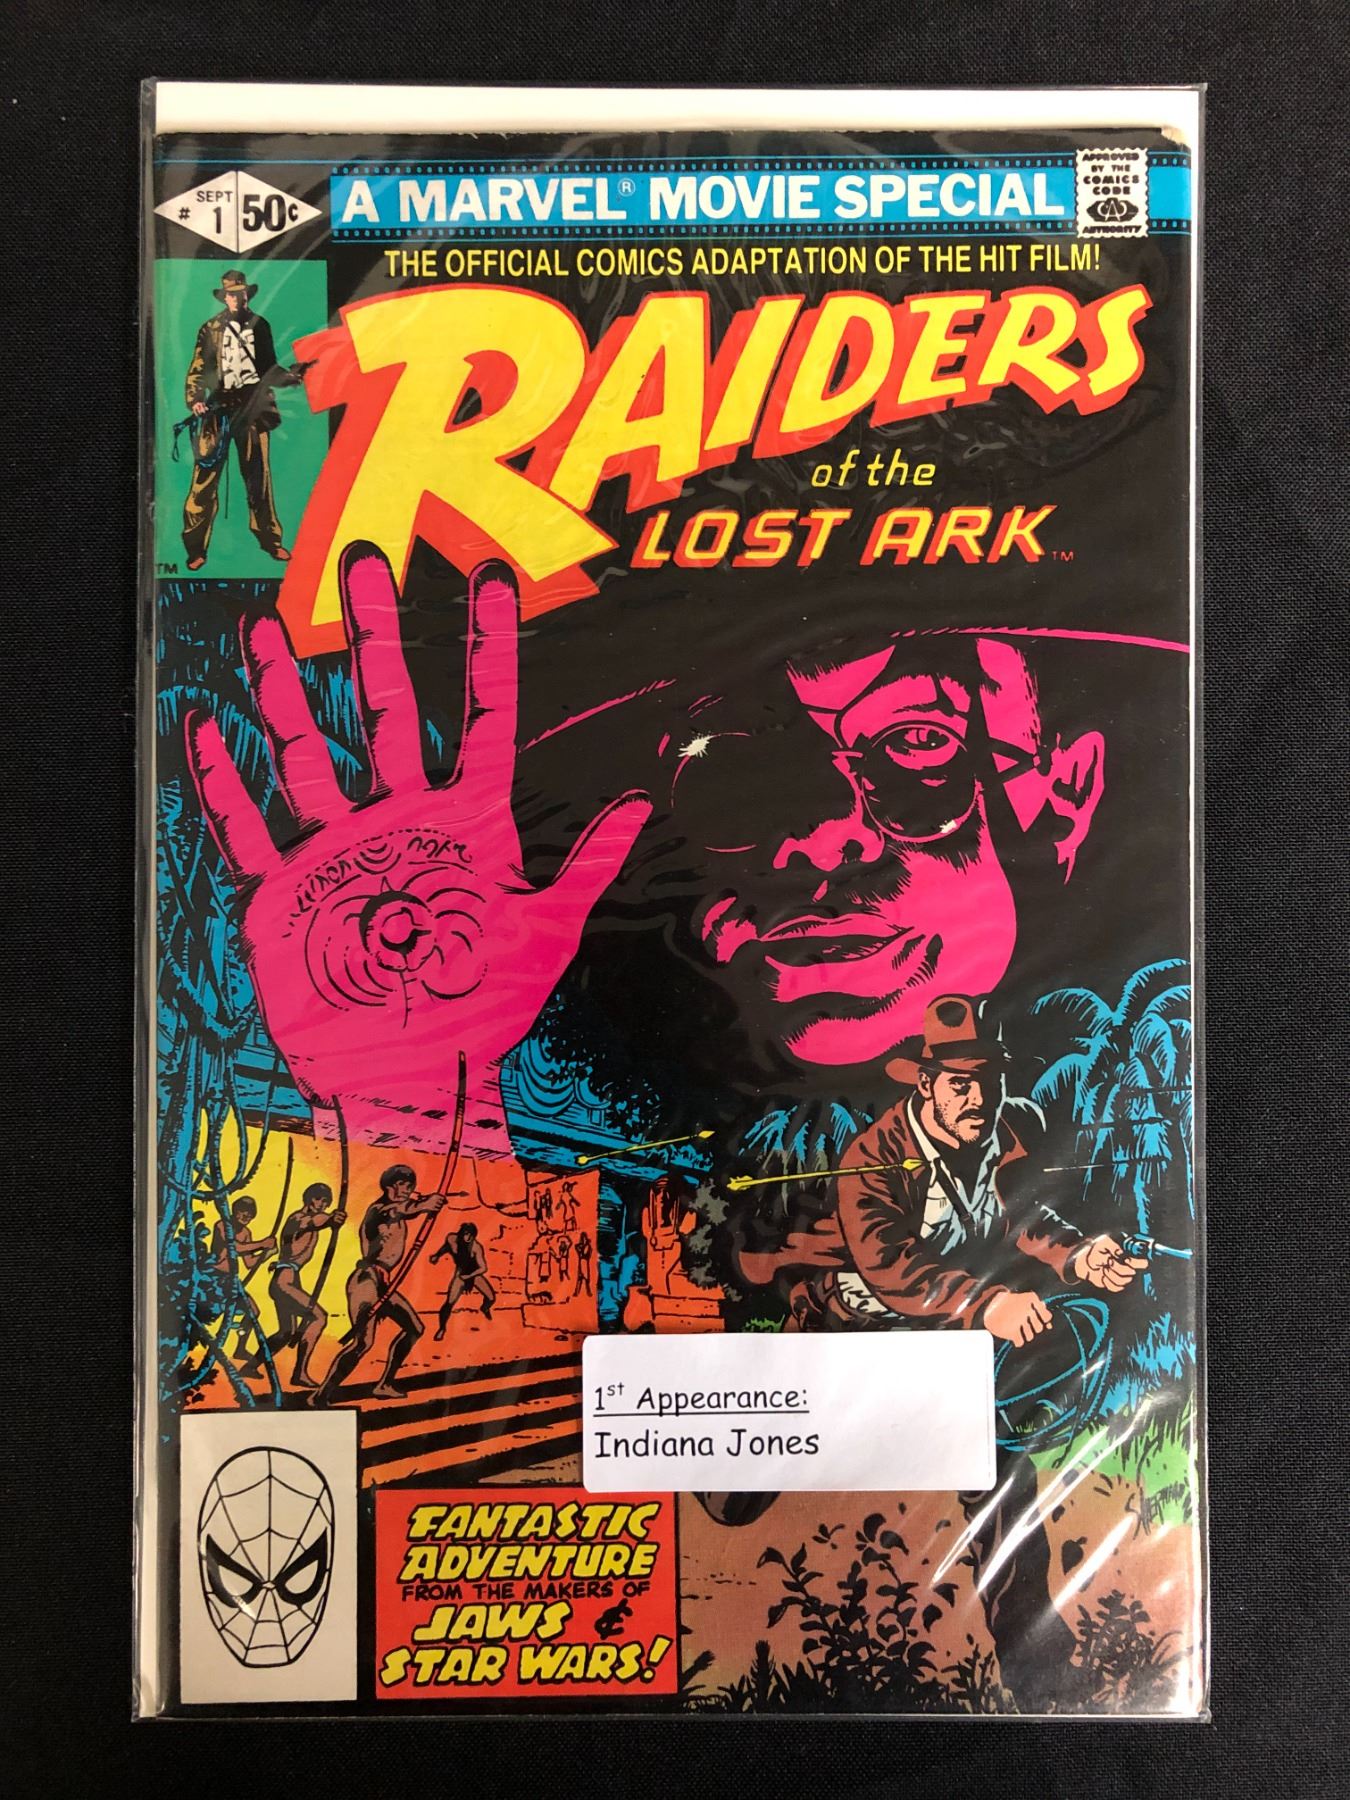 SEPT
# 1 50¢
A MARVEL® MOVIE SPECIAL
APPROVED
BY THE
COMICS
CODE
CA
AUTHORITY
THE OFFICIAL COMICS ADAPTATION OF THE HIT FILM!
RAIDERS
of the
LOST ARK™
TM
1st Appearance:
Indiana Jones
FANTASTIC
ADVENTURE
FROM THE MAKERS OF
JAWS &
STAR WARS!